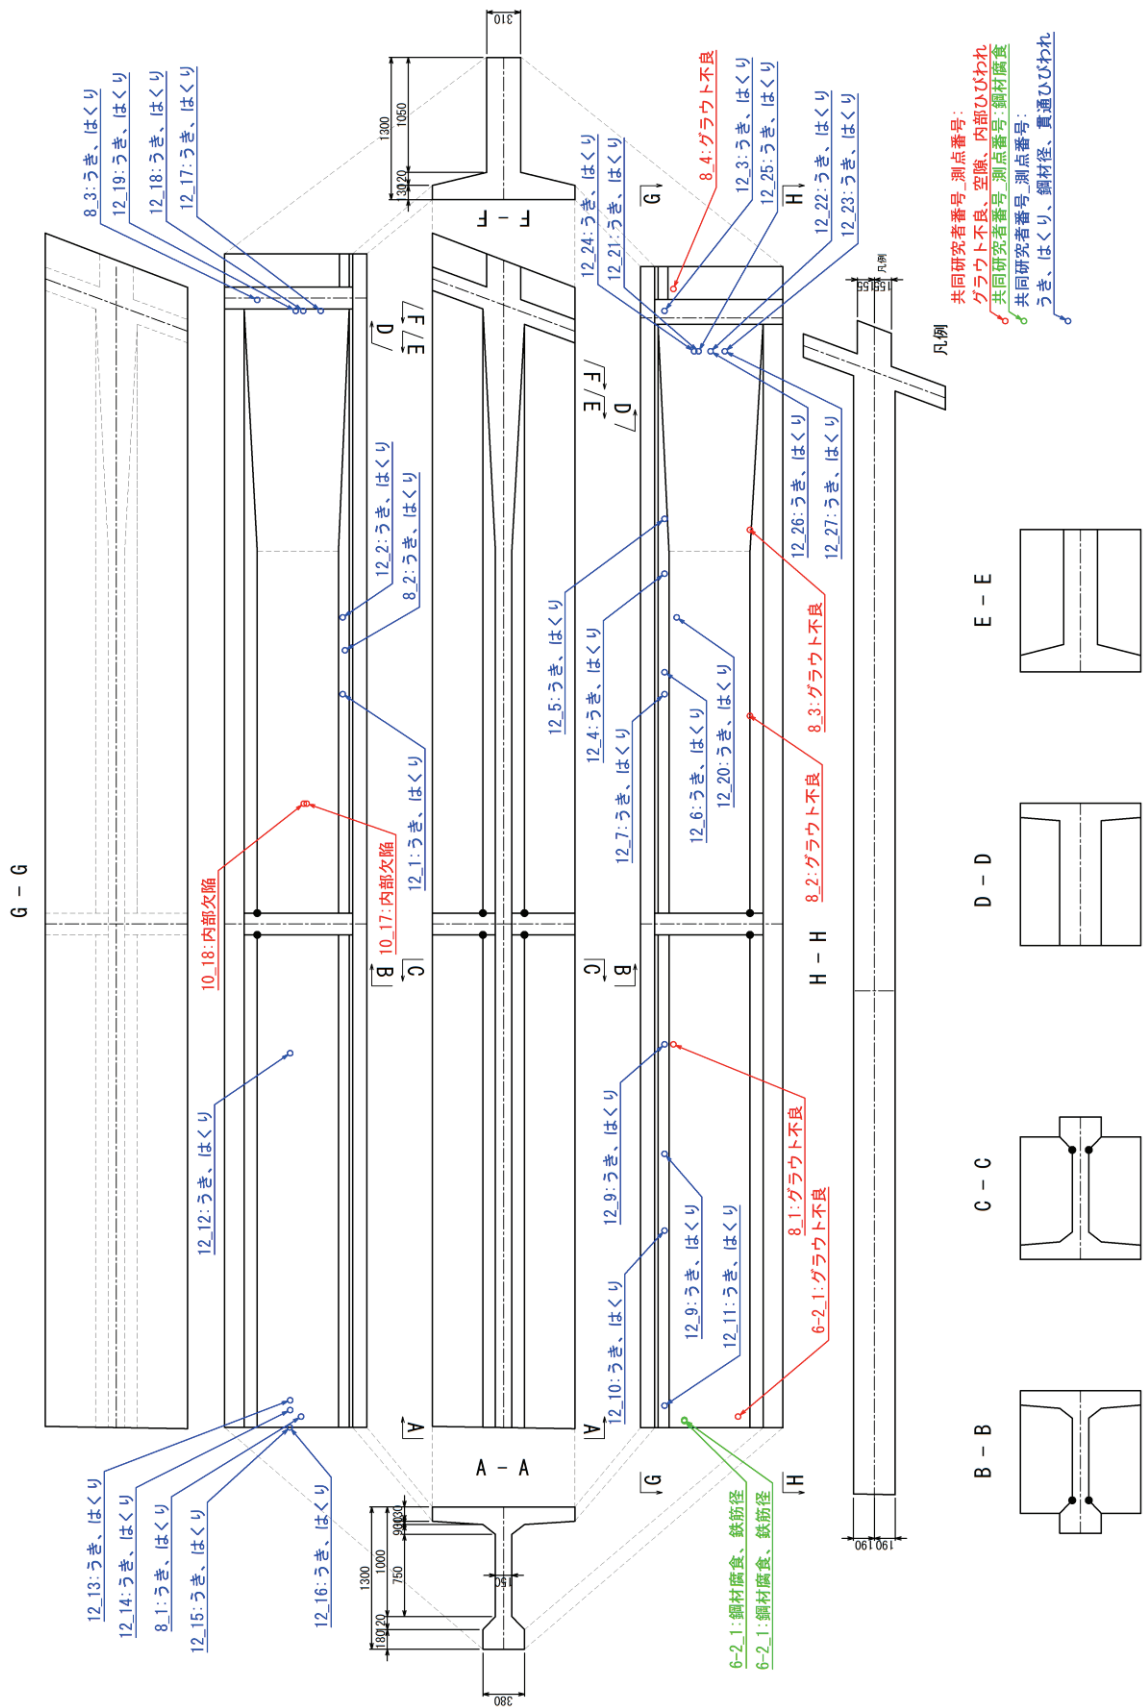 G - G
8_3:うき、はくり
12_19:うき、はくり
12_18:うき、はくり
12_17:うき、はくり
10_18:内部欠陥
10_17:内部欠陥
12_2:うき、はくり
8_2:うき、はくり
12_1:うき、はくり
12_12:うき、はくり
12_13:うき、はくり
12_14:うき、はくり
8_1:うき、はくり
12_15:うき、はくり
12_16:うき、はくり
A
A
B
B
C
C
D
D
E
E
F
F
G
G
H
H
A - A
1300
180
120
1000
750
90
130
150
380
F - F
1300
130
120
1050
310
12_24:うき、はくり
12_21:うき、はくり
8_4:グラウト不良
12_3:うき、はくり
12_25:うき、はくり
12_22:うき、はくり
12_23:うき、はくり
12_26:うき、はくり
12_27:うき、はくり
12_5:うき、はくり
12_4:うき、はくり
12_7:うき、はくり
12_6:うき、はくり
12_20:うき、はくり
8_3:グラウト不良
8_2:グラウト不良
12_9:うき、はくり
12_10:うき、はくり
12_9:うき、はくり
12_11:うき、はくり
8_1:グラウト不良
6-2_1:グラウト不良
6-2_1:鋼材腐食、鉄筋径
6-2_1:鋼材腐食、鉄筋径
H - H
190
190
155
155
凡例
凡例
共同研究者番号_測点番号:
グラウト不良、空隙、内部ひびわれ
共同研究者番号_測点番号:鋼材腐食
共同研究者番号_測点番号:
うき、はくり、鋼材径、貫通ひびわれ
B - B
C - C
D - D
E - E